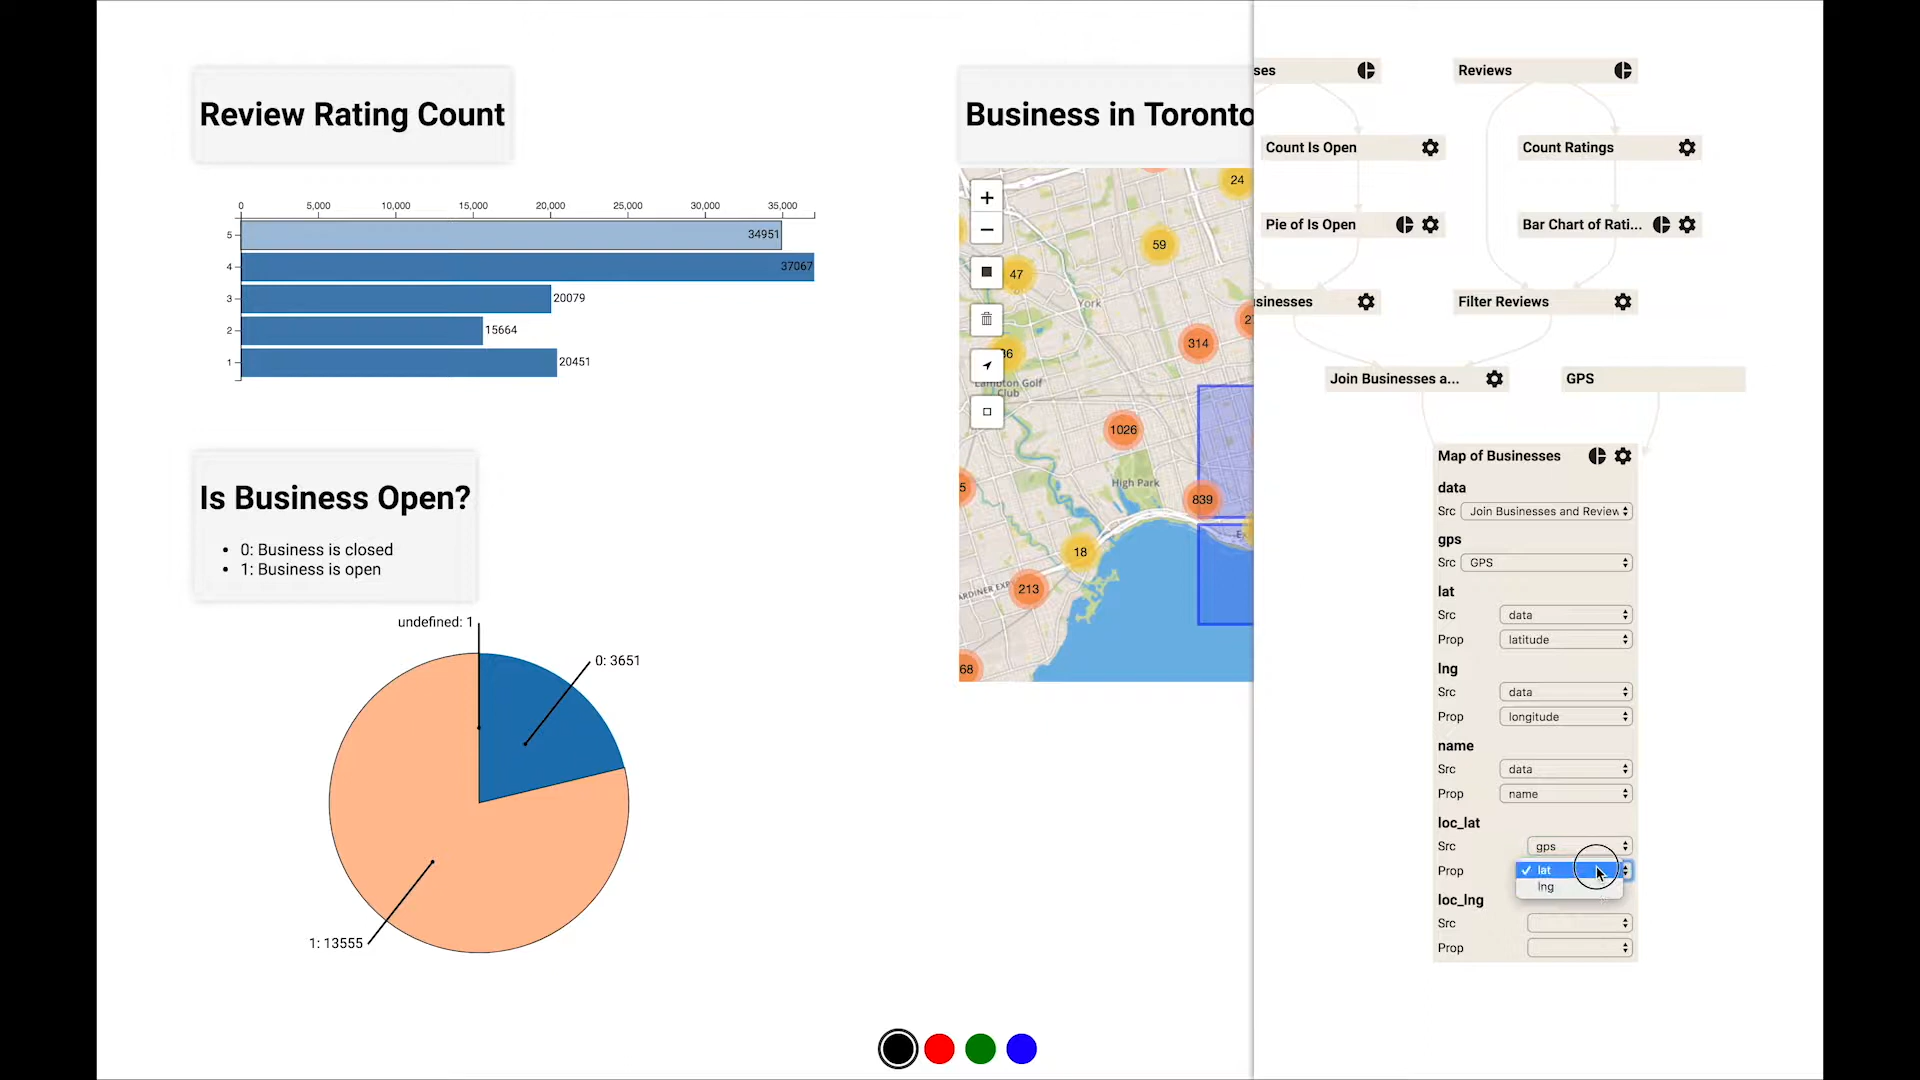 Review Rating Count
0
5,000
10,000
15,000
20,000
25,000
30,000
35,000
5
34951
4
37067
3
20079
2
15664
1
20451
Is Business Open?
0: Business is closed
1: Business is open
undefined: 1
0: 3651
1: 13555
Business in Toronto
+
−
24
59
47
York
314
Lambton Golf
Club
1026
High Park
839
18
213
68
ses
Reviews
Count Is Open
Count Ratings
Pie of Is Open
Bar Chart of Rati...
sinesses
Filter Reviews
Join Businesses a...
GPS
Map of Businesses
data
Src Join Businesses and Review
gps
Src GPS
lat
Src data
Prop latitude
lng
Src data
Prop longitude
name
Src data
Prop name
loc_lat
Src gps
Prop ✓ lat
lng
loc_lng
Src
Prop